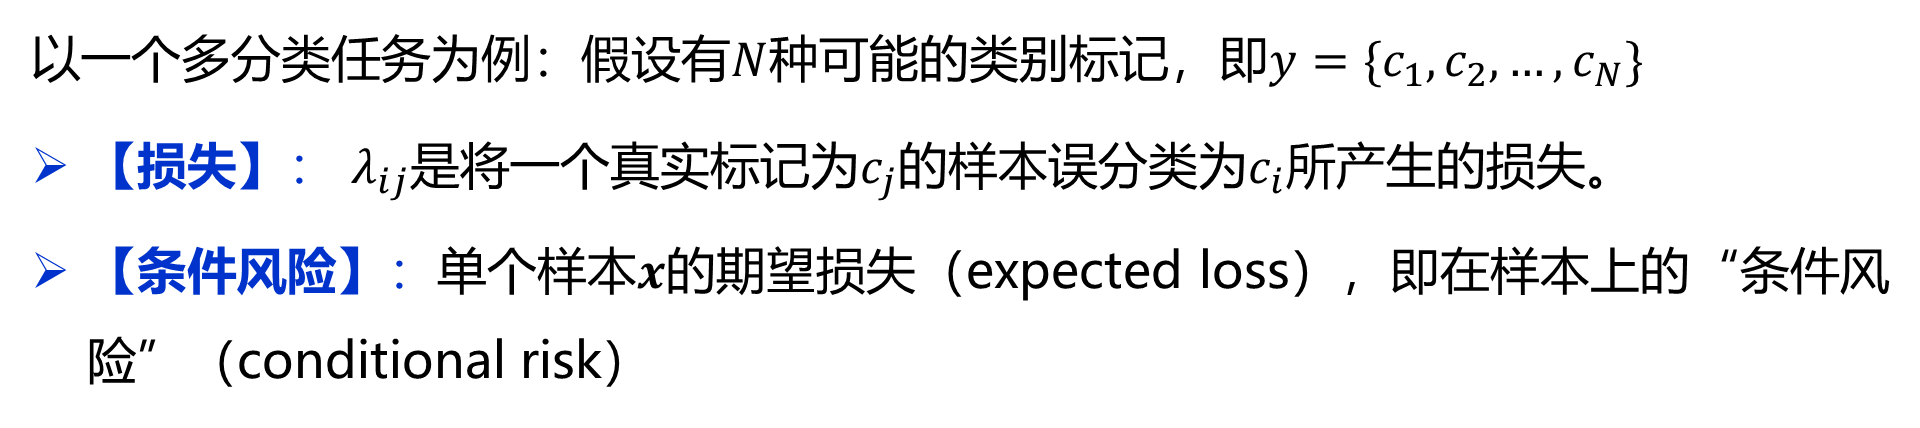 以一个多分类任务为例：假设有N种可能的类别标记，即y = {c₁, c₂, … , c_N}
➢【损失】： λ_{ij}是将一个真实标记为c_j的样本误分类为c_i所产生的损失。
➢【条件风险】：单个样本x的期望损失（expected loss），即在样本上的“条件风
险”（conditional risk）